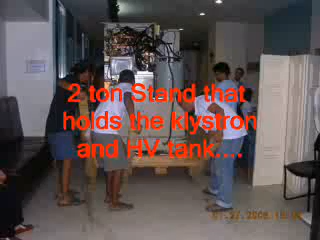 2 ton Stand that
holds the klystron
and HV tank....